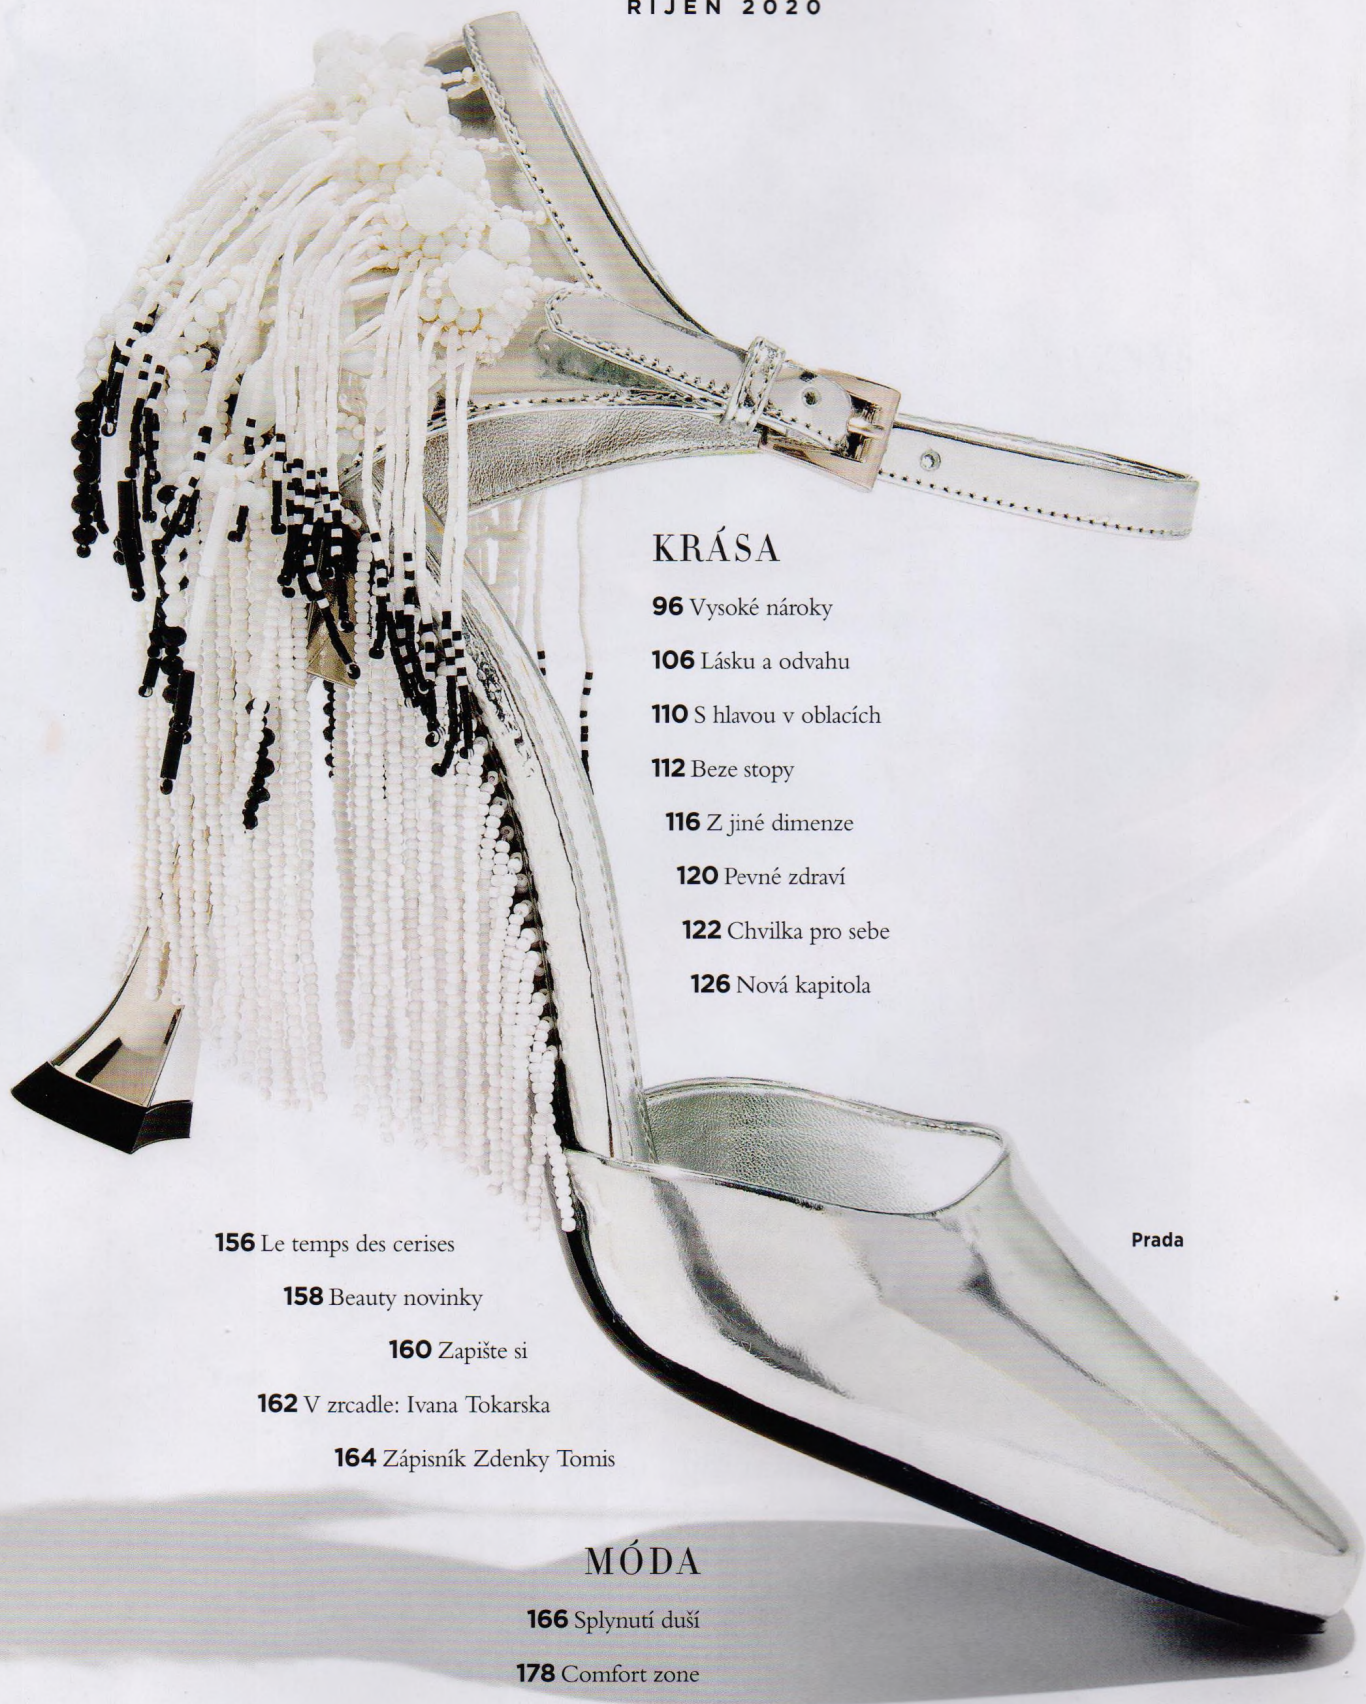 ŘÍJEN 2020
KRÁSA
96 Vysoké nároky
106 Lásku a odvahu
110 S hlavou v oblacích
112 Beze stopy
116 Z jiné dimenze
120 Pevné zdraví
122 Chvilka pro sebe
126 Nová kapitola
156 Le temps des cerises
158 Beauty novinky
160 Zapište si
162 V zrcadle: Ivana Tokarska
164 Zápisník Zdenky Tomis
Prada
MÓDA
166 Splynutí duší
178 Comfort zone